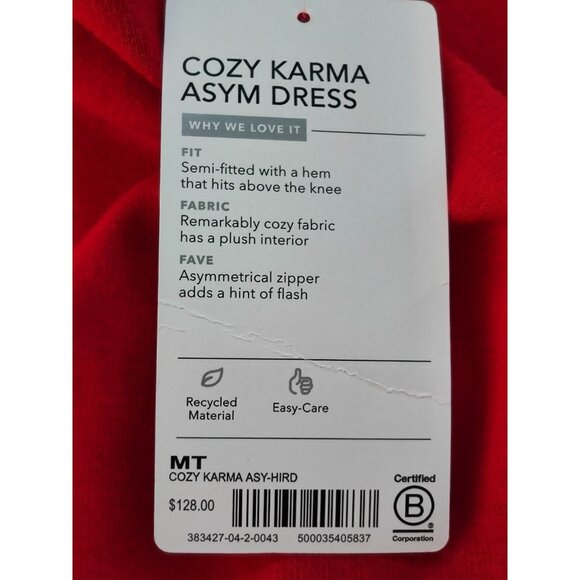 COZY KARMA
ASYM DRESS
WHY WE LOVE IT
FIT
Semi-fitted with a hem
that hits above the knee
FABRIC
Remarkably cozy fabric
has a plush interior
FAVE
Asymmetrical zipper
adds a hint of flash
Recycled
Material
Easy-Care
MT
COZY KARMA ASY-HIRD
$128.00
383427-04-2-0043 500035405837
Certified
B
®
Corporation